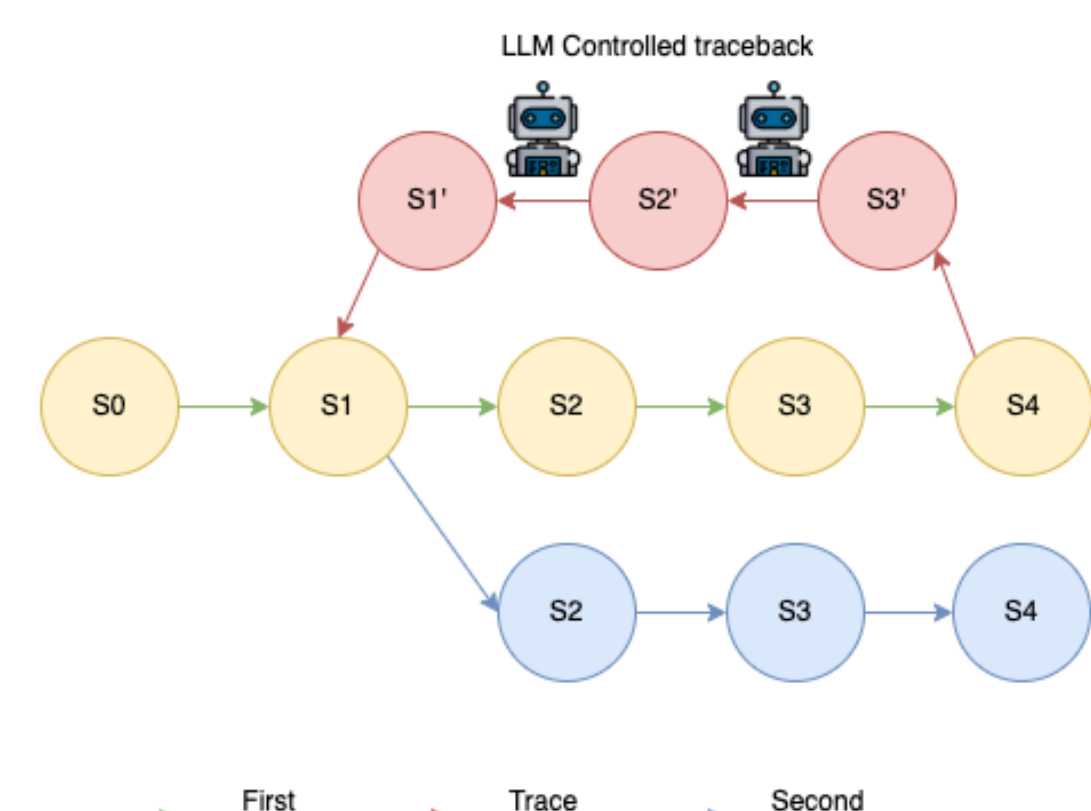 LLM Controlled traceback
S1' S2' S3'
S0 S1 S2 S3 S4
S2 S3 S4
First Trace Second